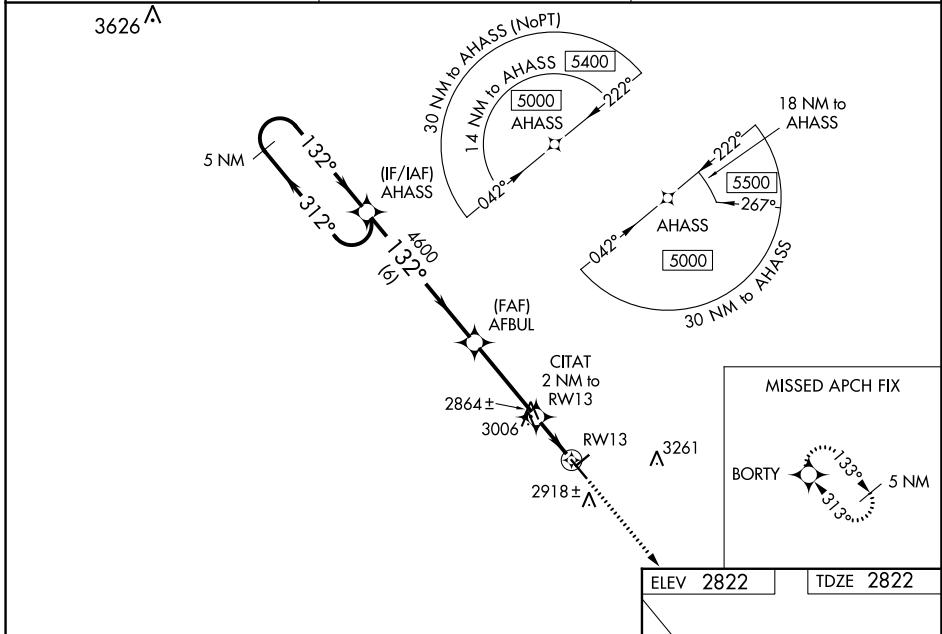 3626
30 NM to AHASS (NoPT)
5400
14 NM to AHASS
5000
AHASS
222°
042°
18 NM to
AHASS
222°
5500
267°
AHASS
042°
5000
30 NM to AHASS
5 NM
132°
312°
(IF/IAF)
AHASS
4600
132°
(6)
(FAF)
AFBUL
CITAT
2 NM to
RW13
2864 ±
3006
RW13
3261
2918 ±
MISSED APCH FIX
BORTY
133°
313°
5 NM
ELEV 2822
TDZE 2822